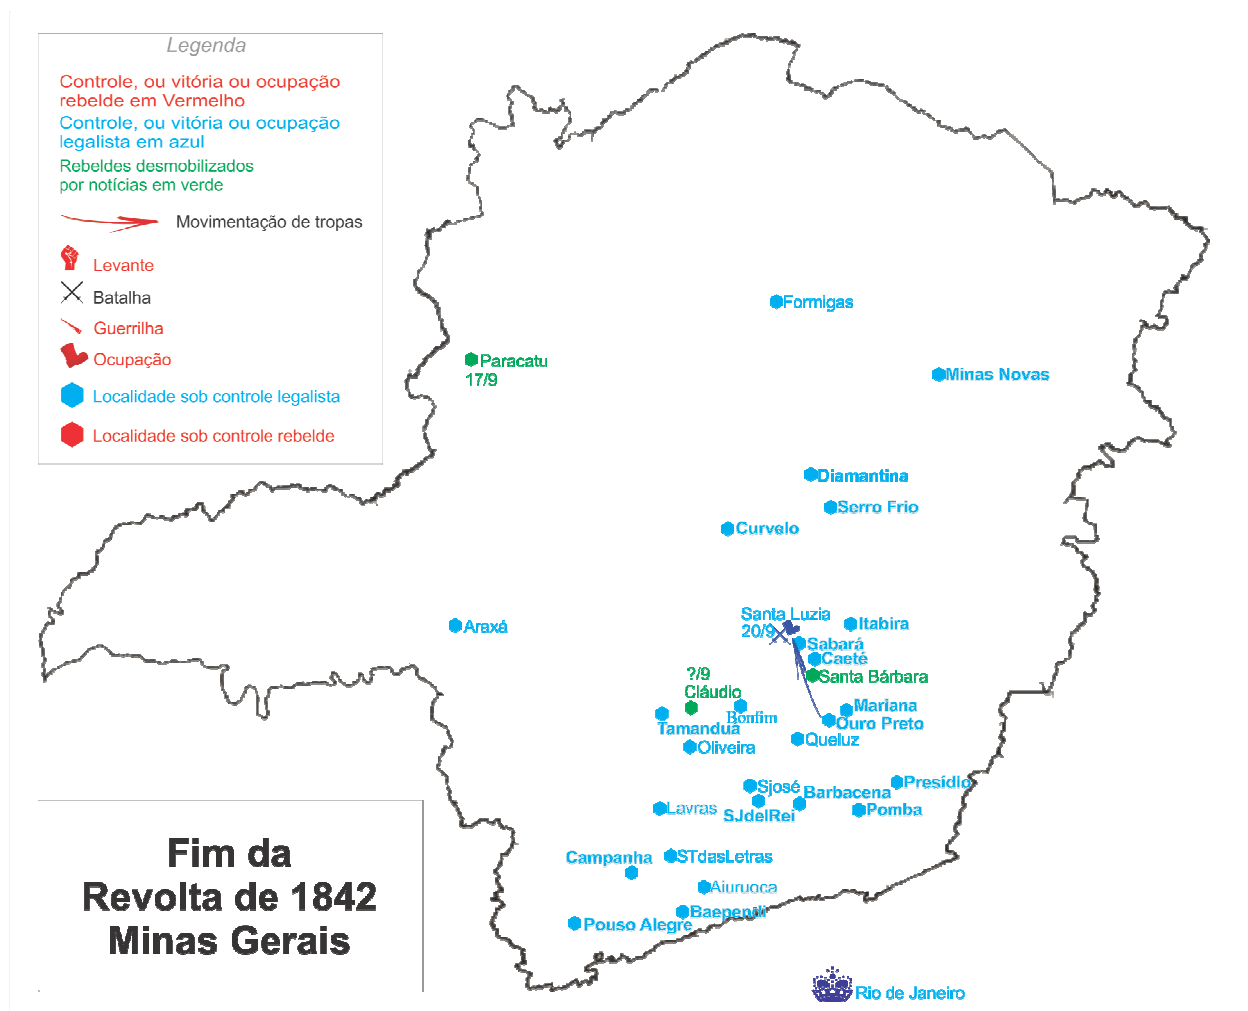 Legenda
Controle, ou vitória ou ocupação
rebelde em Vermelho
Controle, ou vitória ou ocupação
legalista em azul
Rebeldes desmobilizados
por notícias em verde
Movimentação de tropas
Levante
Batalha
Guerrilha
Ocupação
Localidade sob controle legalista
Localidade sob controle rebelde
Formigas
Paracatu
17/9
Minas Novas
Diamantina
Serro Frio
Curvelo
Santa Luzia
20/9
Itabira
Araxá
Sabará
Caeté
Santa Bárbara
?/9
Cláudio
Mariana
Bonfim
Ouro Preto
Tamanduá
Queluz
Oliveira
Presídio
Sjosé
Barbacena
Lavras
SJdelRei
Pomba
Campanha
STdasLetras
Aiuruoca
Baependi
Pouso Alegre
Fim da
Revolta de 1842
Minas Gerais
Rio de Janeiro